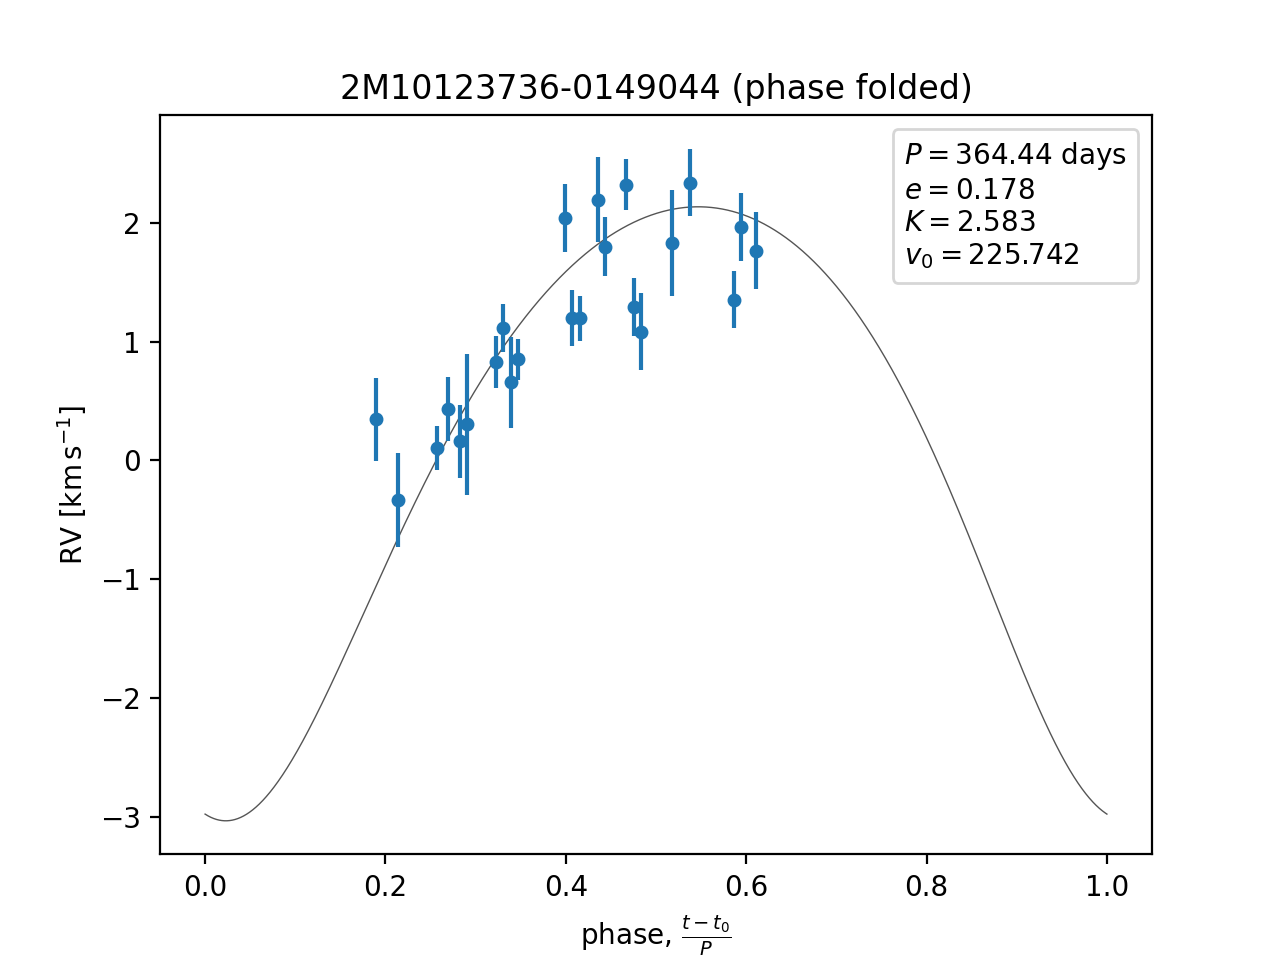 2M10123736-0149044 (phase folded)
P = 364.44 days
e = 0.178
K = 2.583
v₀ = 225.742
RV [km s⁻¹]
2
1
0
−1
−2
−3
0.0 0.2 0.4 0.6 0.8 1.0
phase, (t − t₀)/P